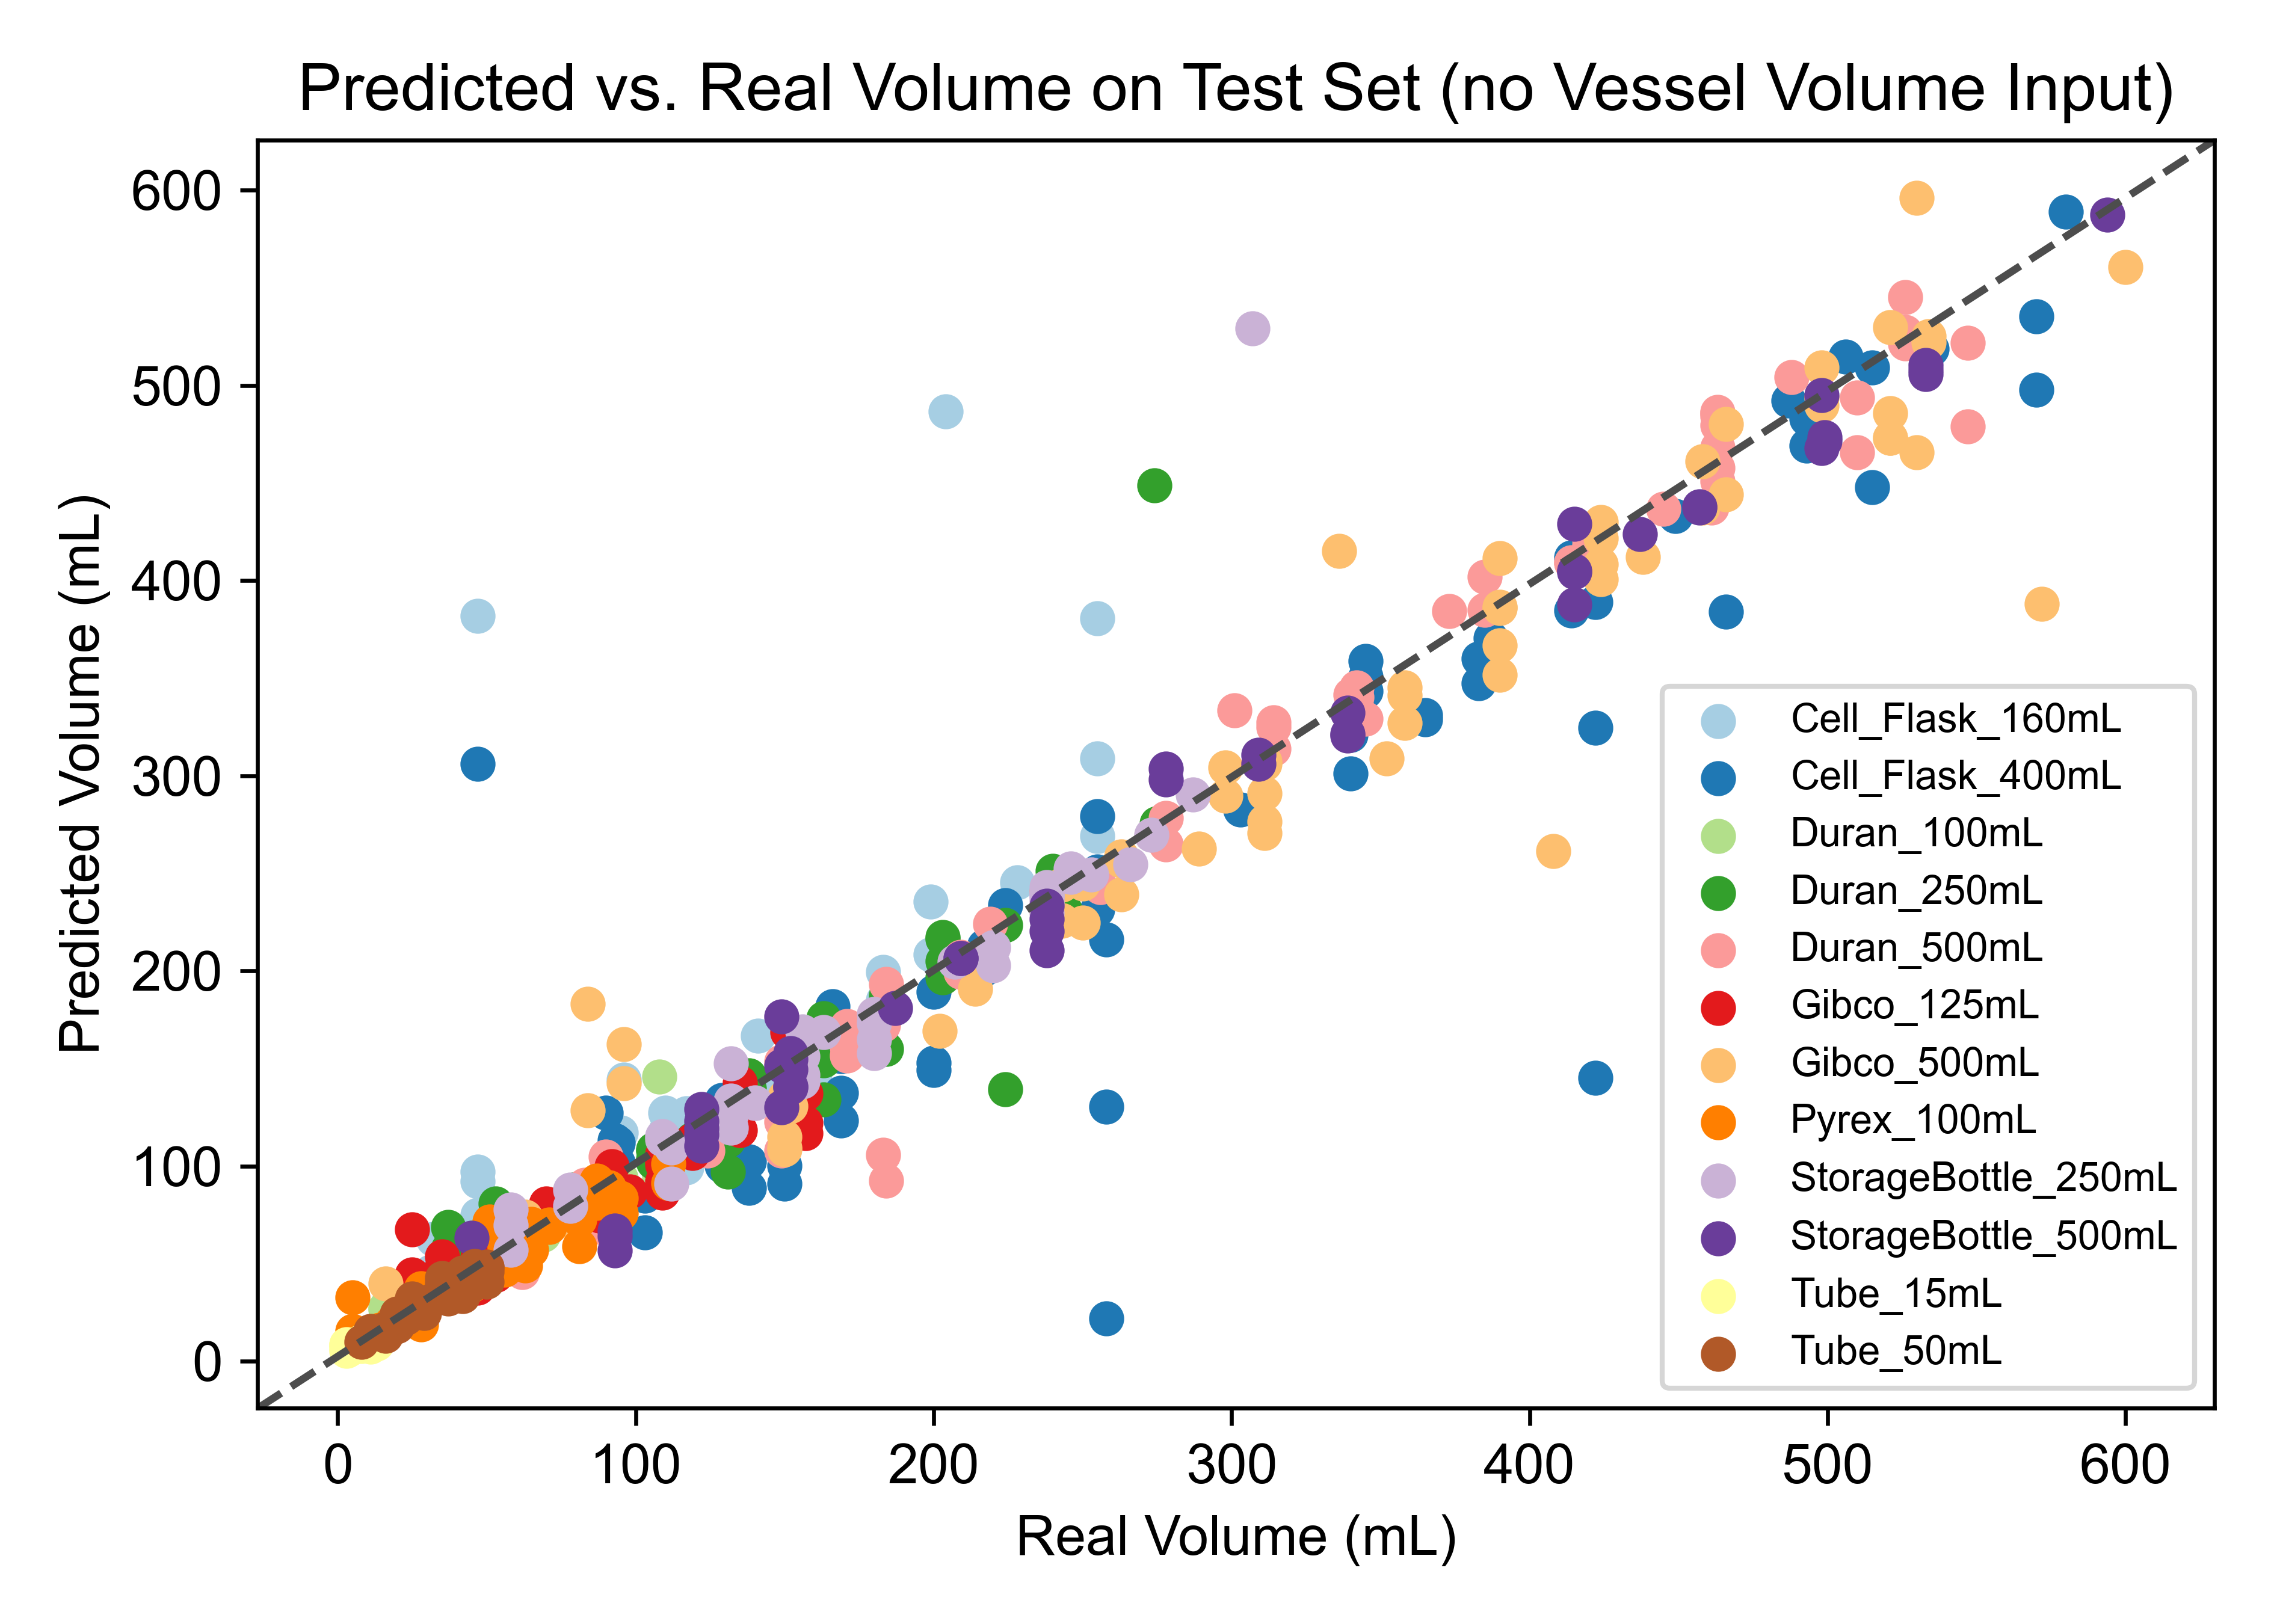 Predicted vs. Real Volume on Test Set (no Vessel Volume Input)
Predicted Volume (mL)
600
500
400
300
200
100
0
0 100 200 300 400 500 600
Real Volume (mL)
Cell_Flask_160mL
Cell_Flask_400mL
Duran_100mL
Duran_250mL
Duran_500mL
Gibco_125mL
Gibco_500mL
Pyrex_100mL
StorageBottle_250mL
StorageBottle_500mL
Tube_15mL
Tube_50mL